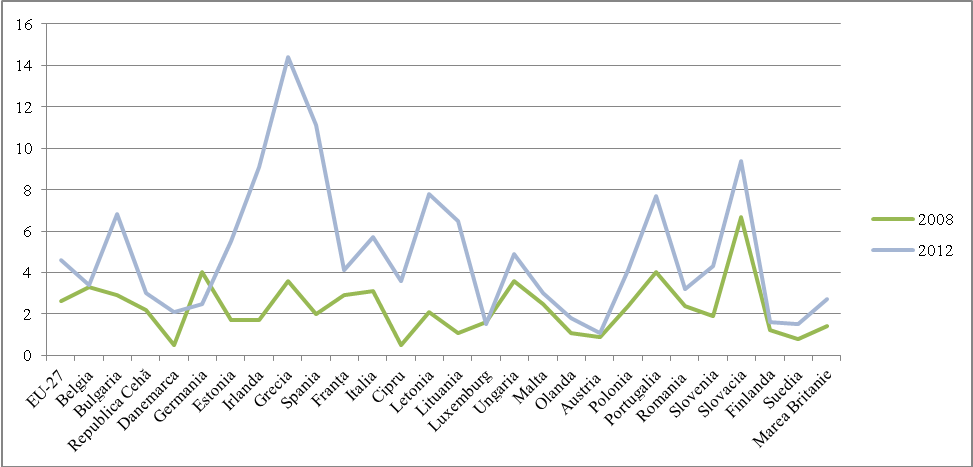 16
14
12
10
8
6
4
2
0
2008
2012
EU-27
Belgia
Bulgaria
Republica Cehă
Danemarca
Germania
Estonia
Irlanda
Grecia
Spania
Franța
Italia
Cipru
Letonia
Lituania
Luxemburg
Ungaria
Malta
Olanda
Austria
Polonia
Portugalia
Romania
Slovenia
Slovacia
Finlanda
Suedia
Marea Britanie